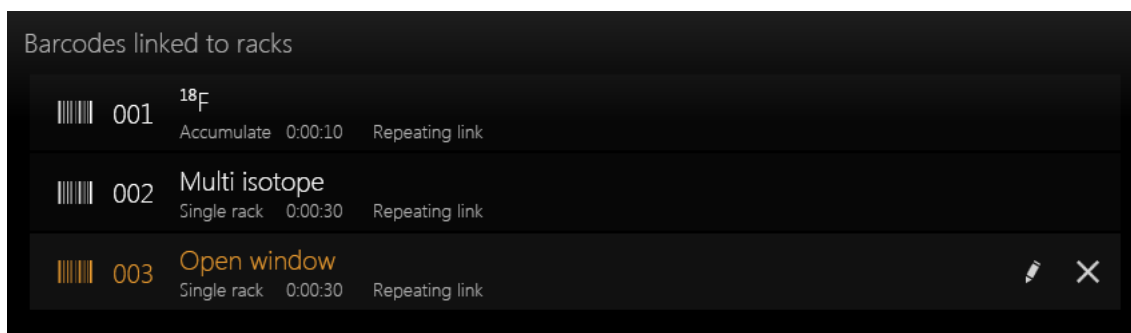 Barcodes linked to racks
001 ¹⁸F
Accumulate 0:00:10 Repeating link
002 Multi isotope
Single rack 0:00:30 Repeating link
003 Open window
Single rack 0:00:30 Repeating link